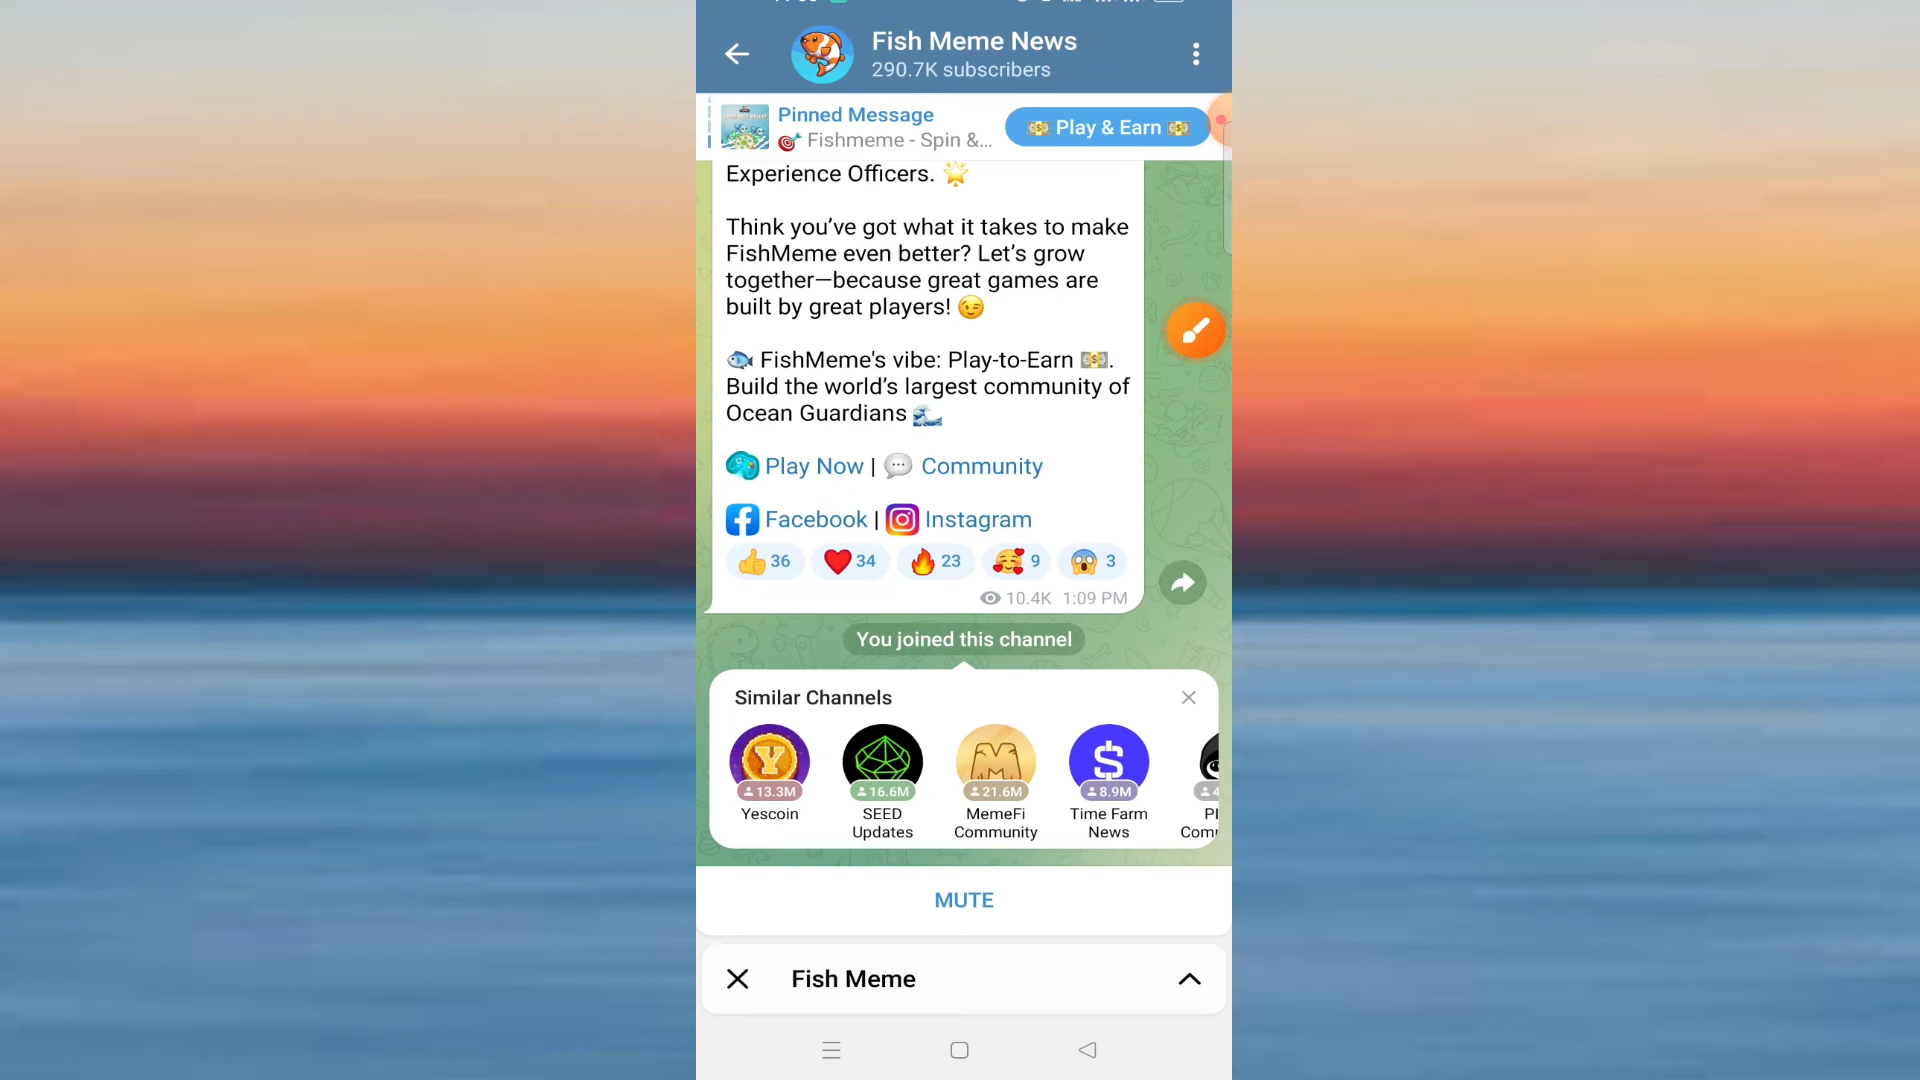 Fish Meme News
290.7K subscribers
Pinned Message
Fishmeme - Spin &...
Play & Earn
Experience Officers.
Think you’ve got what it takes to make
FishMeme even better? Let’s grow
together—because great games are
built by great players!
FishMeme's vibe: Play-to-Earn .
Build the world’s largest community of
Ocean Guardians
Play Now | Community
Facebook | Instagram
36 34 23 9 3
10.4K 1:09 PM
You joined this channel
Similar Channels
13.3M 16.6M 21.6M 8.9M
Yescoin
SEED
Updates
MemeFi
Community
Time Farm
News
MUTE
Fish Meme